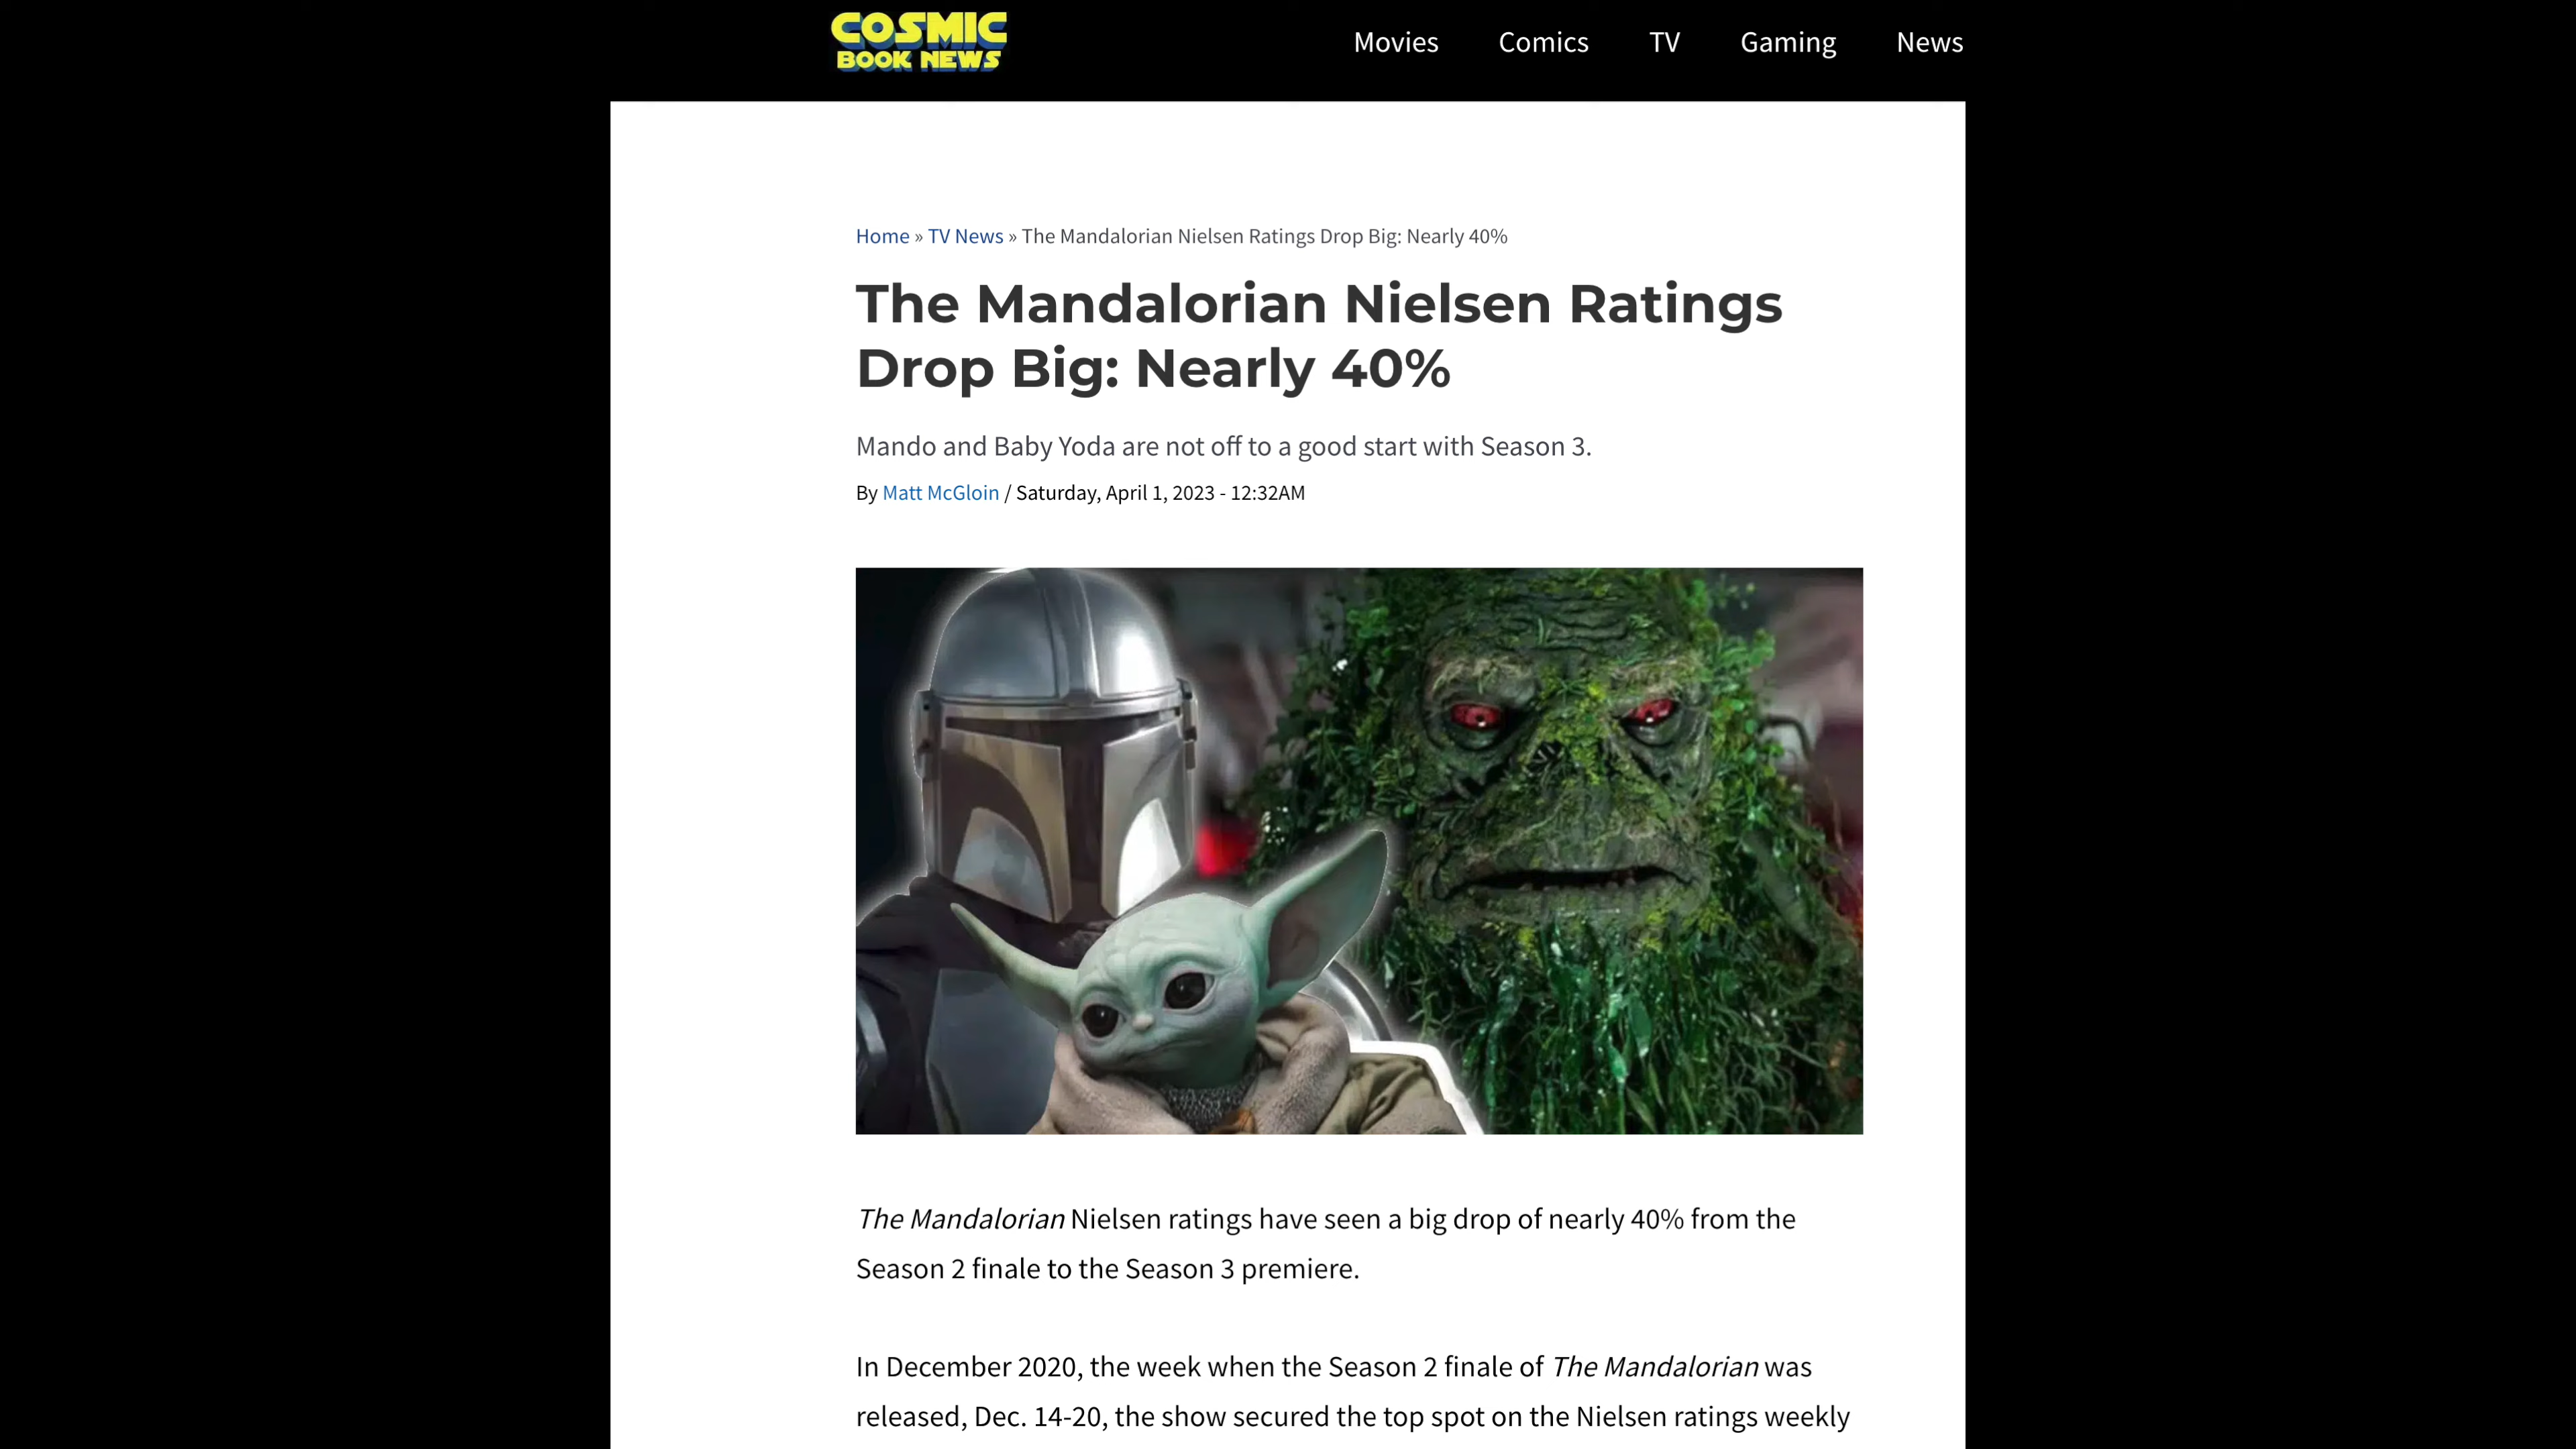 COSMIC
BOOK NEWS
Movies Comics TV Gaming News
Home » TV News » The Mandalorian Nielsen Ratings Drop Big: Nearly 40%
The Mandalorian Nielsen Ratings
Drop Big: Nearly 40%
Mando and Baby Yoda are not off to a good start with Season 3.
By Matt McGloin / Saturday, April 1, 2023 - 12:32AM
The Mandalorian Nielsen ratings have seen a big drop of nearly 40% from the
Season 2 finale to the Season 3 premiere.
In December 2020, the week when the Season 2 finale of The Mandalorian was
released, Dec. 14-20, the show secured the top spot on the Nielsen ratings weekly